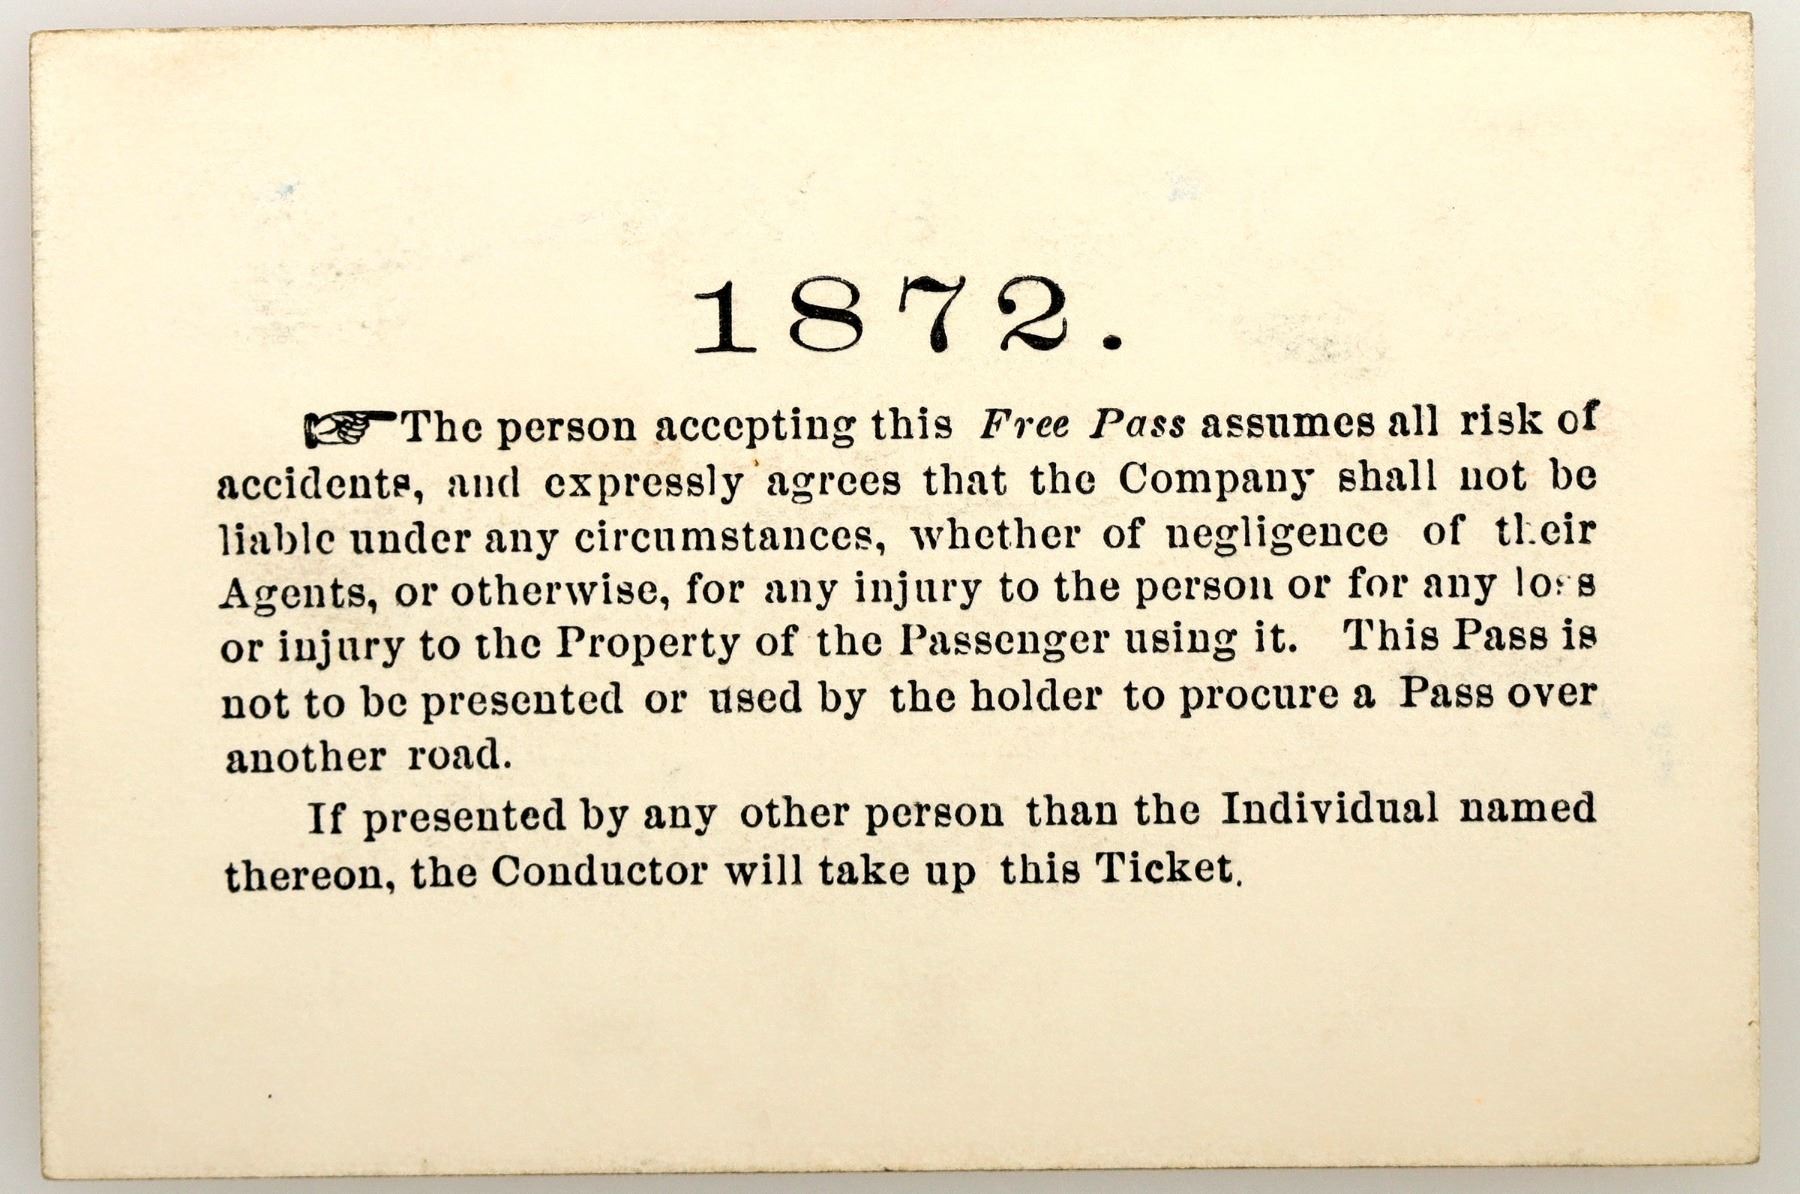 1872.
☞The person accepting this Free Pass assumes all risk of
accidents, and expressly agrees that the Company shall not be
liable under any circumstances, whether of negligence of their
Agents, or otherwise, for any injury to the person or for any loss
or injury to the Property of the Passenger using it. This Pass is
not to be presented or used by the holder to procure a Pass over
another road.
If presented by any other person than the Individual named
thereon, the Conductor will take up this Ticket.